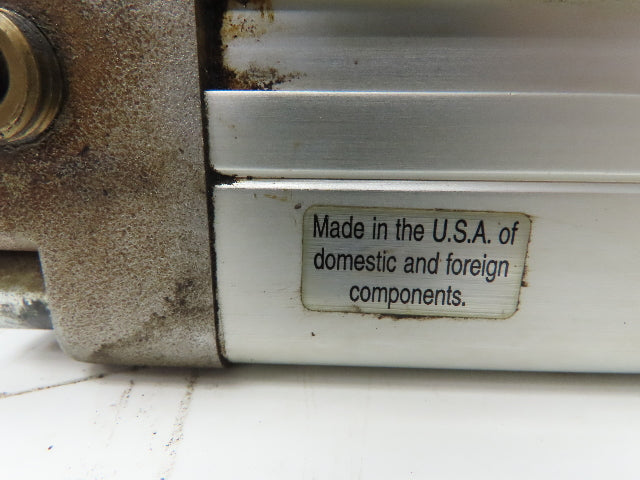 Made in the U.S.A. of
domestic and foreign
components.